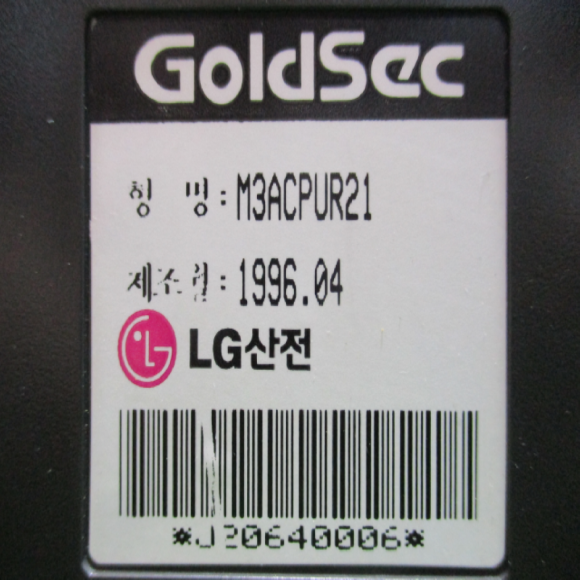 GoldSec
형 명 : M3ACPUR21
제조월 : 1996.04
LG산전
*J20640006*